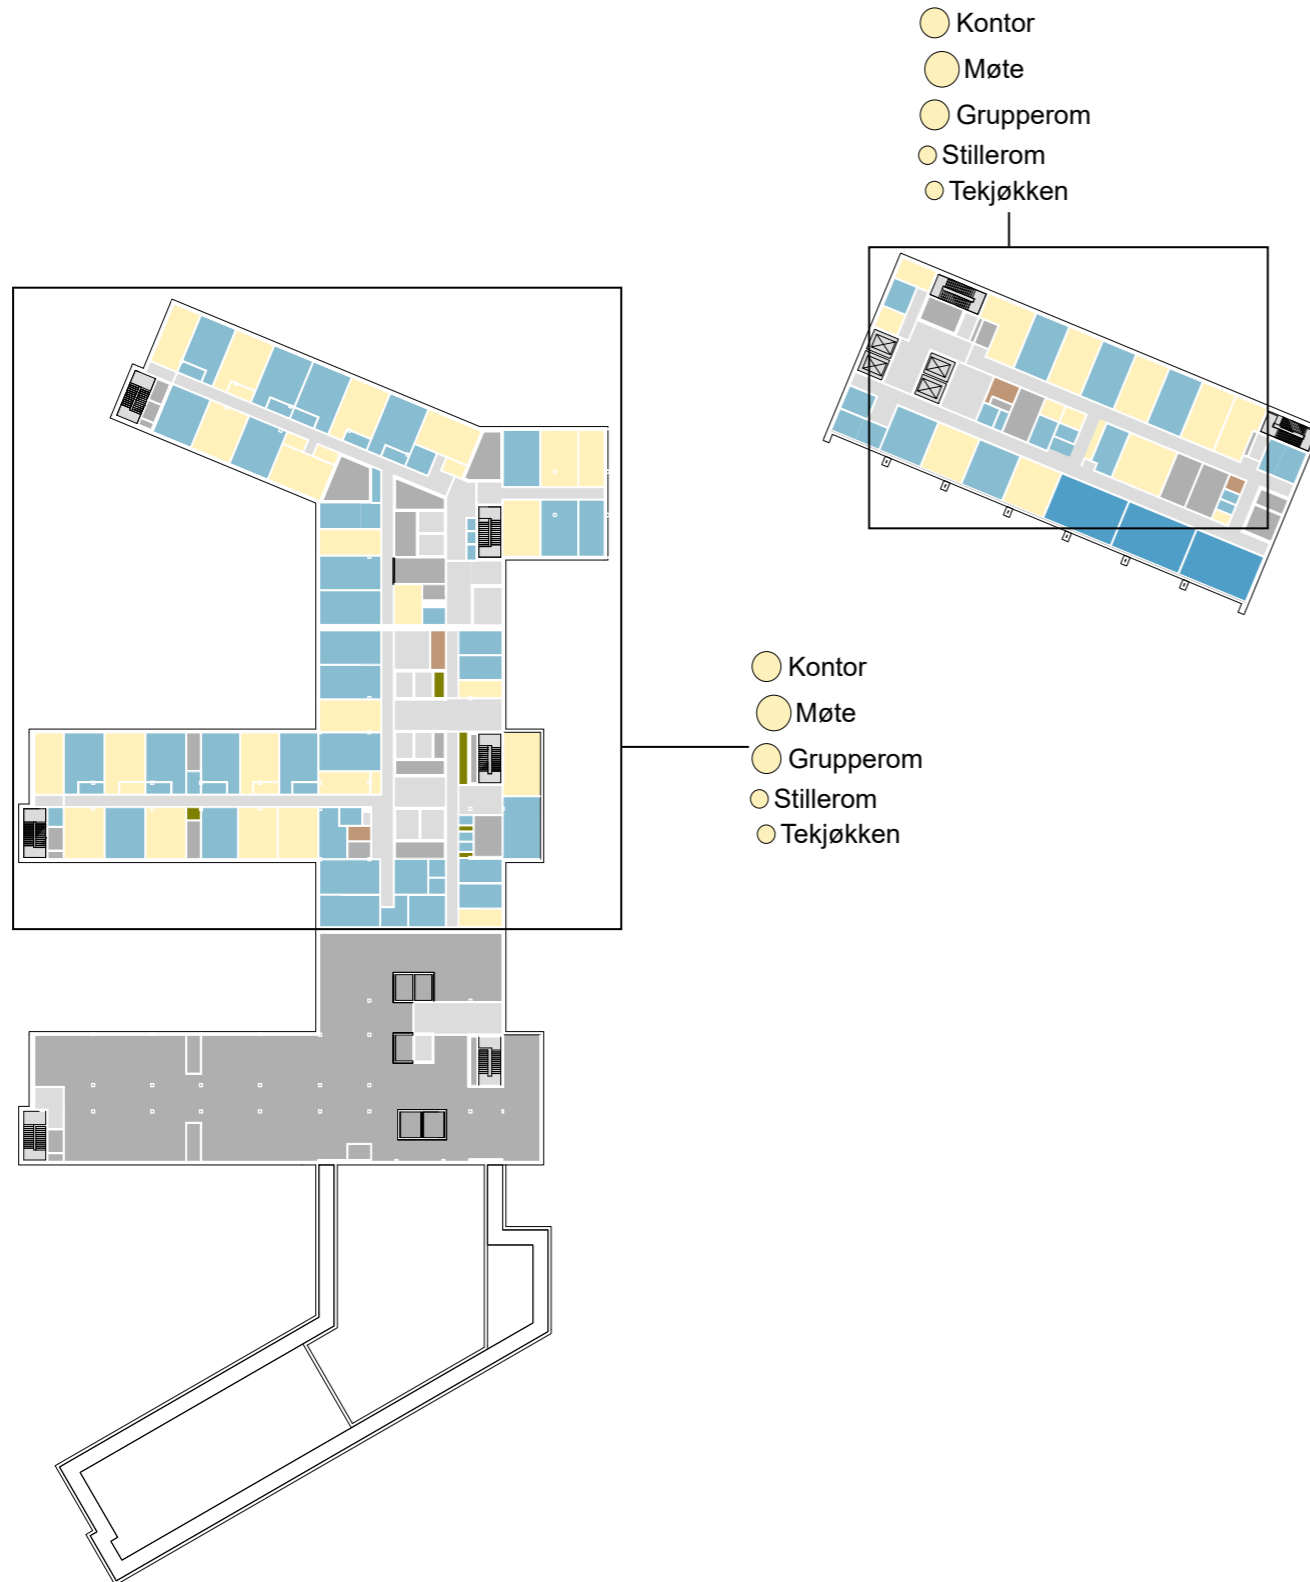 Kontor
Møte
Grupperom
Stillerom
Tekjøkken
Kontor
Møte
Grupperom
Stillerom
Tekjøkken